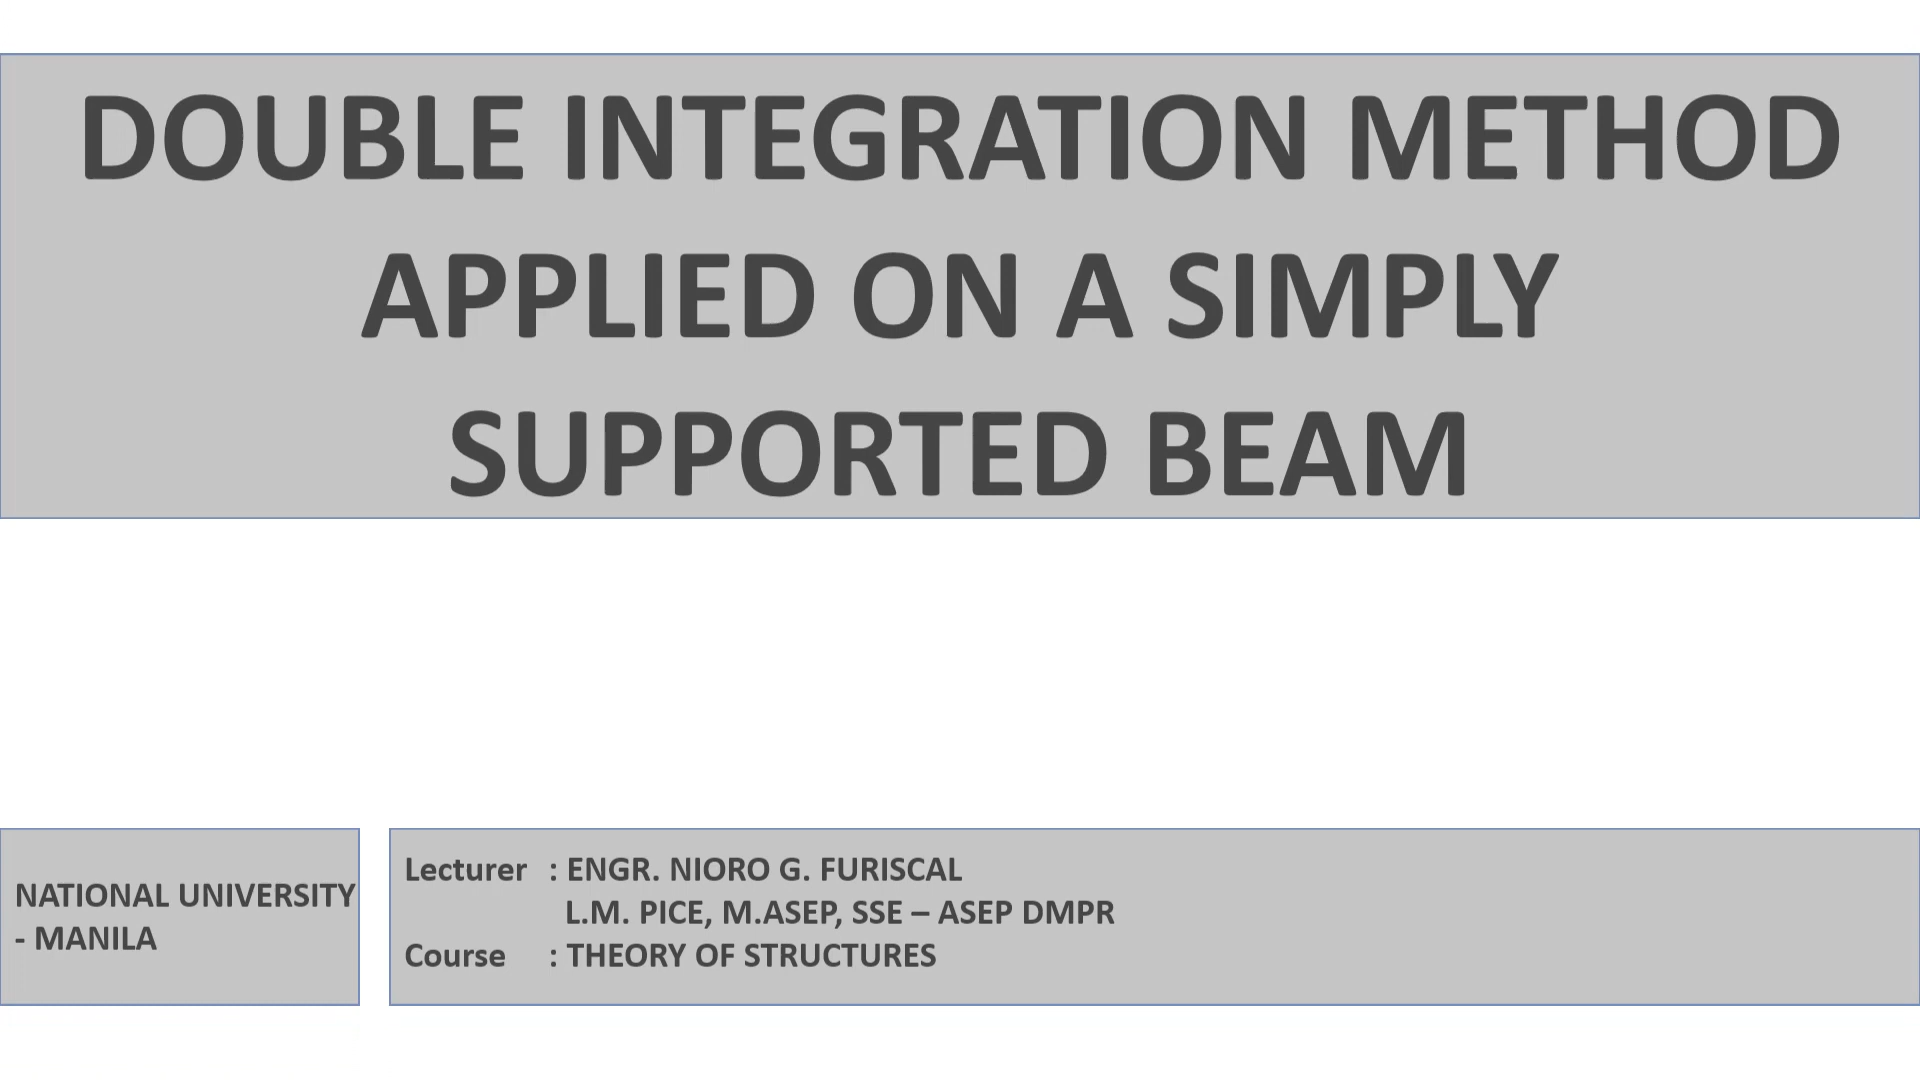 DOUBLE INTEGRATION METHOD
APPLIED ON A SIMPLY
SUPPORTED BEAM
NATIONAL UNIVERSITY
- MANILA
Lecturer : ENGR. NIORO G. FURISCAL
L.M. PICE, M.ASEP, SSE – ASEP DMPR
Course : THEORY OF STRUCTURES